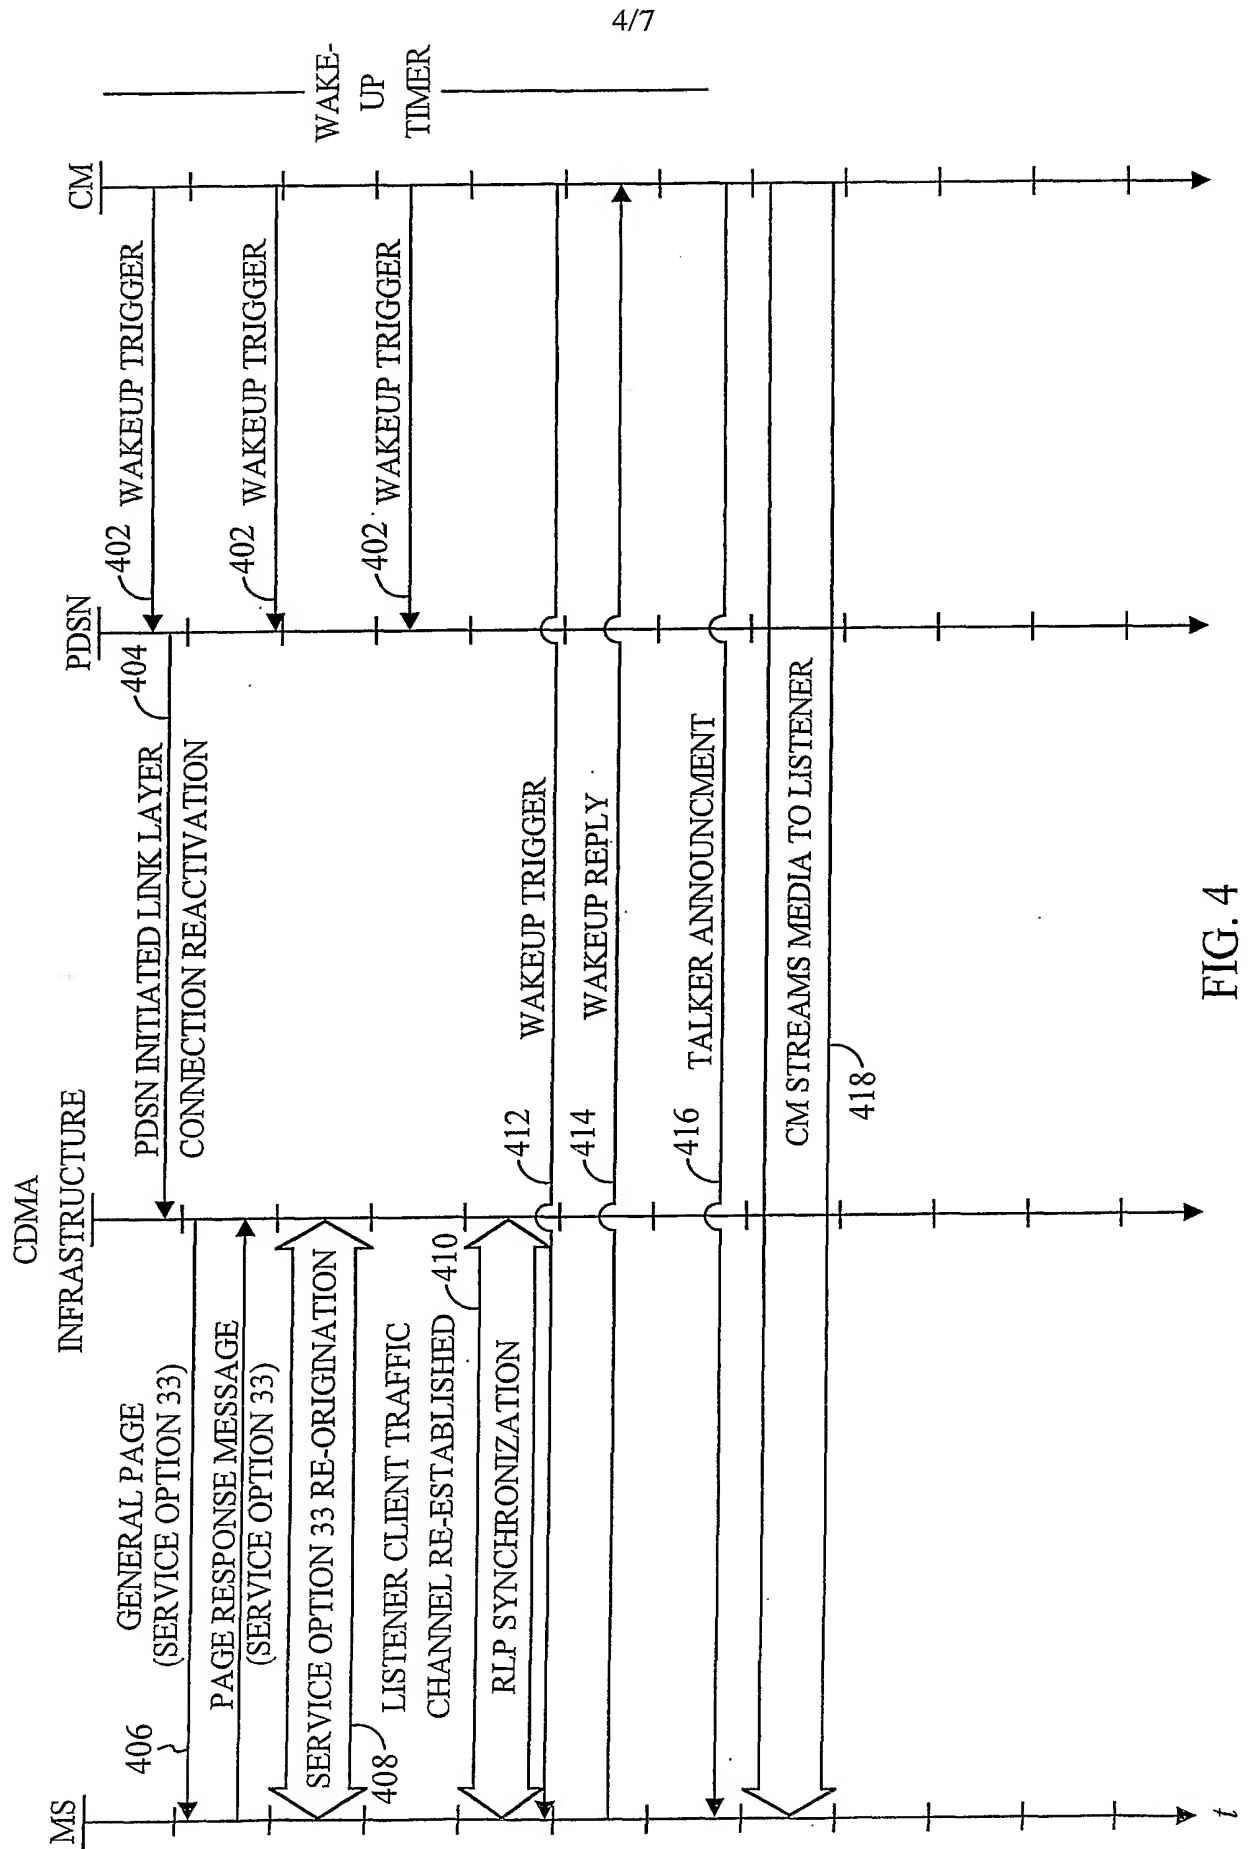 4/7
MS
CDMA
INFRASTRUCTURE
PDSN
CM
WAKE-
UP
TIMER
402
WAKEUP TRIGGER
404
PDSN INITIATED LINK LAYER
CONNECTION REACTIVATION
406
GENERAL PAGE
(SERVICE OPTION 33)
PAGE RESPONSE MESSAGE
(SERVICE OPTION 33)
402
WAKEUP TRIGGER
SERVICE OPTION 33 RE-ORIGINATION
408
402
WAKEUP TRIGGER
LISTENER CLIENT TRAFFIC
CHANNEL RE-ESTABLISHED
410
RLP SYNCHRONIZATION
412
WAKEUP TRIGGER
414
WAKEUP REPLY
416
TALKER ANNOUNCMENT
CM STREAMS MEDIA TO LISTENER
418
t
FIG. 4